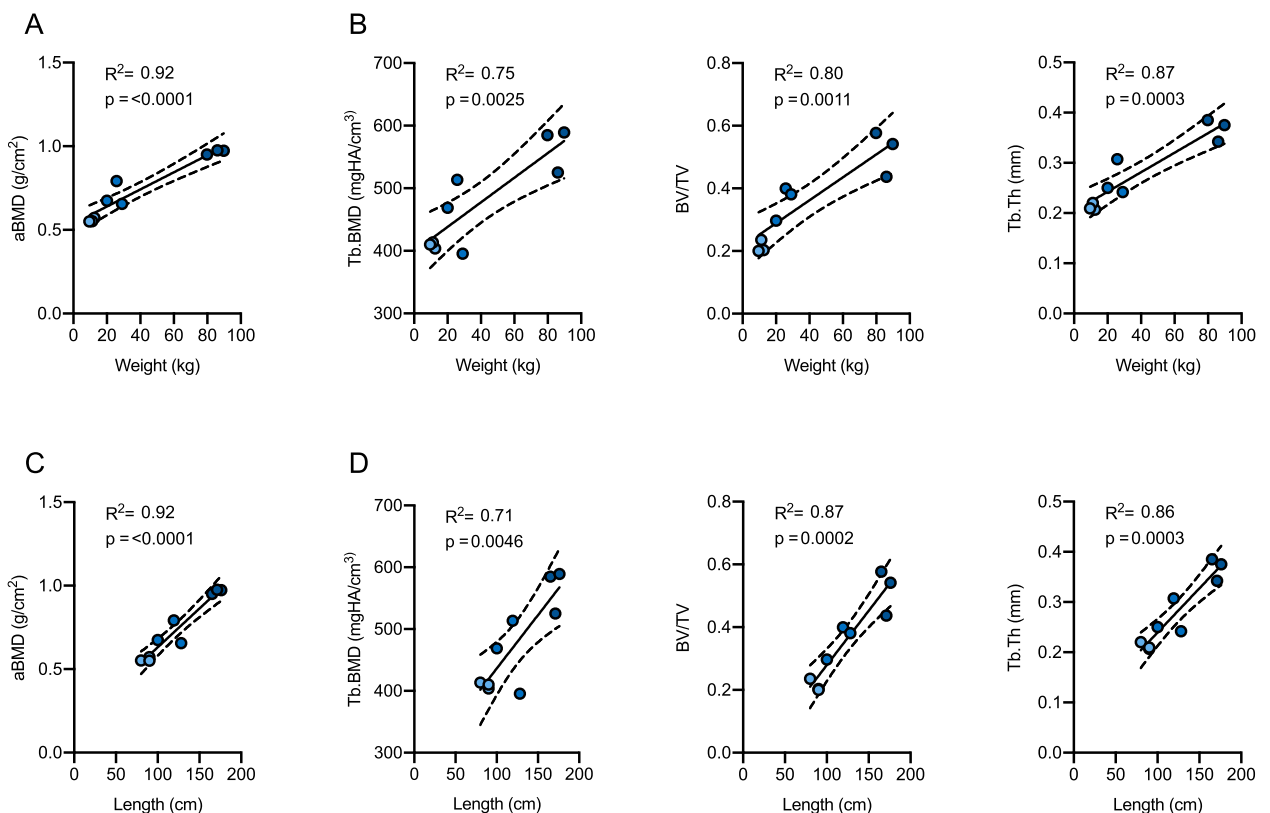 A
B
R2= 0.92
p =<0.0001
aBMD (g/cm2)
1.5
1.0
0.5
0.0
0 20 40 60 80 100
Weight (kg)
R2= 0.75
p =0.0025
Tb.BMD (mgHA/cm3)
700
600
500
400
300
0 20 40 60 80 100
Weight (kg)
R2= 0.80
p =0.0011
BV/TV
0.8
0.6
0.4
0.2
0.0
0 20 40 60 80 100
Weight (kg)
R2= 0.87
p =0.0003
Tb.Th (mm)
0.5
0.4
0.3
0.2
0.1
0.0
0 20 40 60 80 100
Weight (kg)
C
D
R2= 0.92
p =<0.0001
aBMD (g/cm2)
1.5
1.0
0.5
0.0
0 50 100 150 200
Length (cm)
R2= 0.71
p =0.0046
Tb.BMD (mgHA/cm3)
700
600
500
400
300
0 50 100 150 200
Length (cm)
R2= 0.87
p =0.0002
BV/TV
0.8
0.6
0.4
0.2
0.0
0 50 100 150 200
Length (cm)
R2= 0.86
p =0.0003
Tb.Th (mm)
0.5
0.4
0.3
0.2
0.1
0.0
0 50 100 150 200
Length (cm)